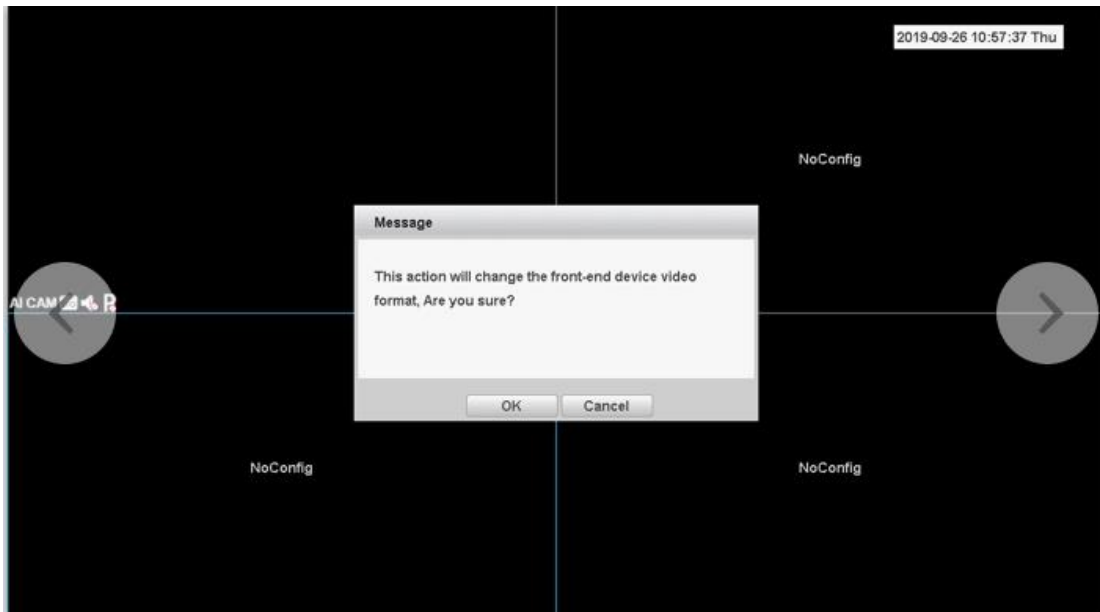 2019-09-26 10:57:37 Thu
NoConfig
Message
This action will change the front-end device video
format, Are you sure?
AI CAM
OK Cancel
NoConfig
NoConfig